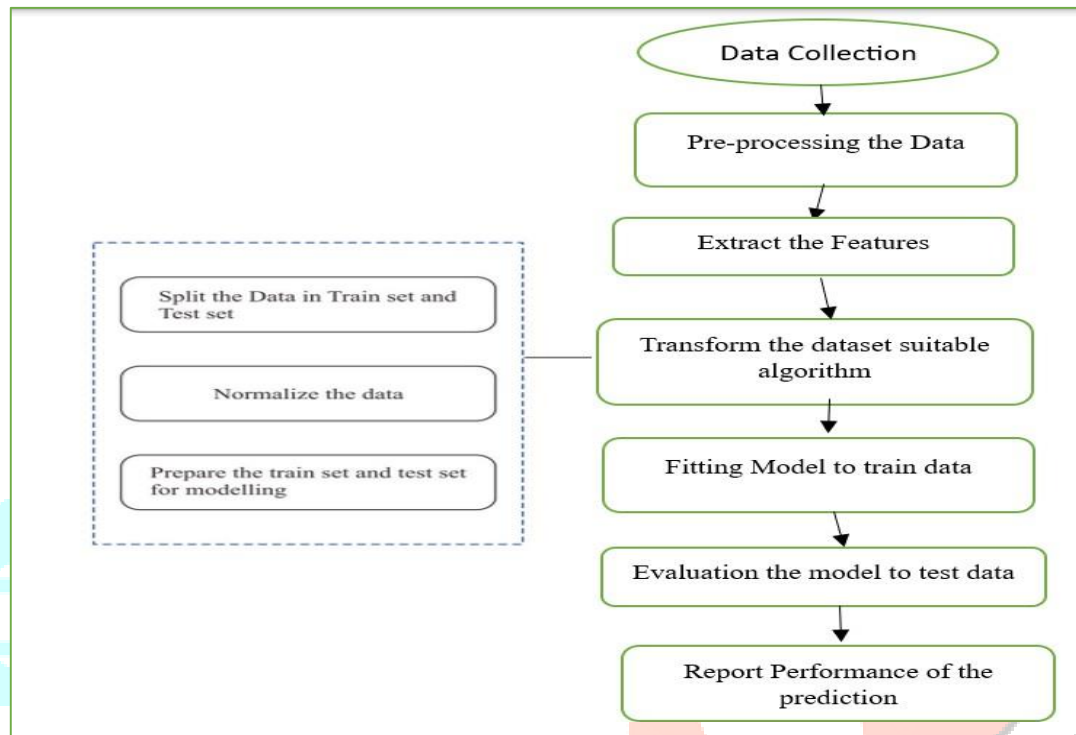 Data Collection
Pre-processing the Data
Extract the Features
Transform the dataset suitable
algorithm
Split the Data in Train set and
Test set
Normalize the data
Prepare the train set and test set
for modelling
Fitting Model to train data
Evaluation the model to test data
Report Performance of the
prediction